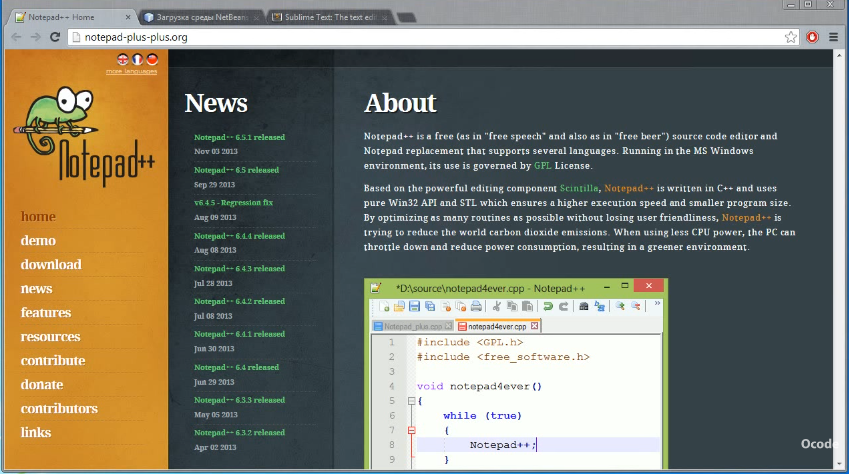 Notepad++ Home
Загрузка среды NetBeans
Sublime Text: The text edit
notepad-plus-plus.org
more languages
Notepad++
home
demo
download
news
features
resources
contribute
donate
contributors
links
News
Notepad++ 6.5.1 released
Nov 03 2013
Notepad++ 6.5 released
Sep 29 2013
v6.4.5 - Regression fix
Aug 09 2013
Notepad++ 6.4.4 released
Aug 08 2013
Notepad++ 6.4.3 released
Jul 28 2013
Notepad++ 6.4.2 released
Jul 08 2013
Notepad++ 6.4.1 released
Jun 30 2013
Notepad++ 6.4 released
Jun 29 2013
Notepad++ 6.3.3 released
May 05 2013
Notepad++ 6.3.2 released
Apr 02 2013
About
Notepad++ is a free (as in "free speech" and also as in "free beer") source code editor and
Notepad replacement that supports several languages. Running in the MS Windows
environment, its use is governed by GPL License.
Based on the powerful editing component Scintilla, Notepad++ is written in C++ and uses
pure Win32 API and STL which ensures a higher execution speed and smaller program size.
By optimizing as many routines as possible without losing user friendliness, Notepad++ is
trying to reduce the world carbon dioxide emissions. When using less CPU power, the PC can
throttle down and reduce power consumption, resulting in a greener environment.
*D:\source\notepad4ever.cpp - Notepad++
Notepad_plus.cpp
notepad4ever.cpp
1 #include <GPL.h>
2 #include <free_software.h>
3
4 void notepad4ever()
5 {
6 while (true)
7 {
8 Notepad++;
9 }
Ocode